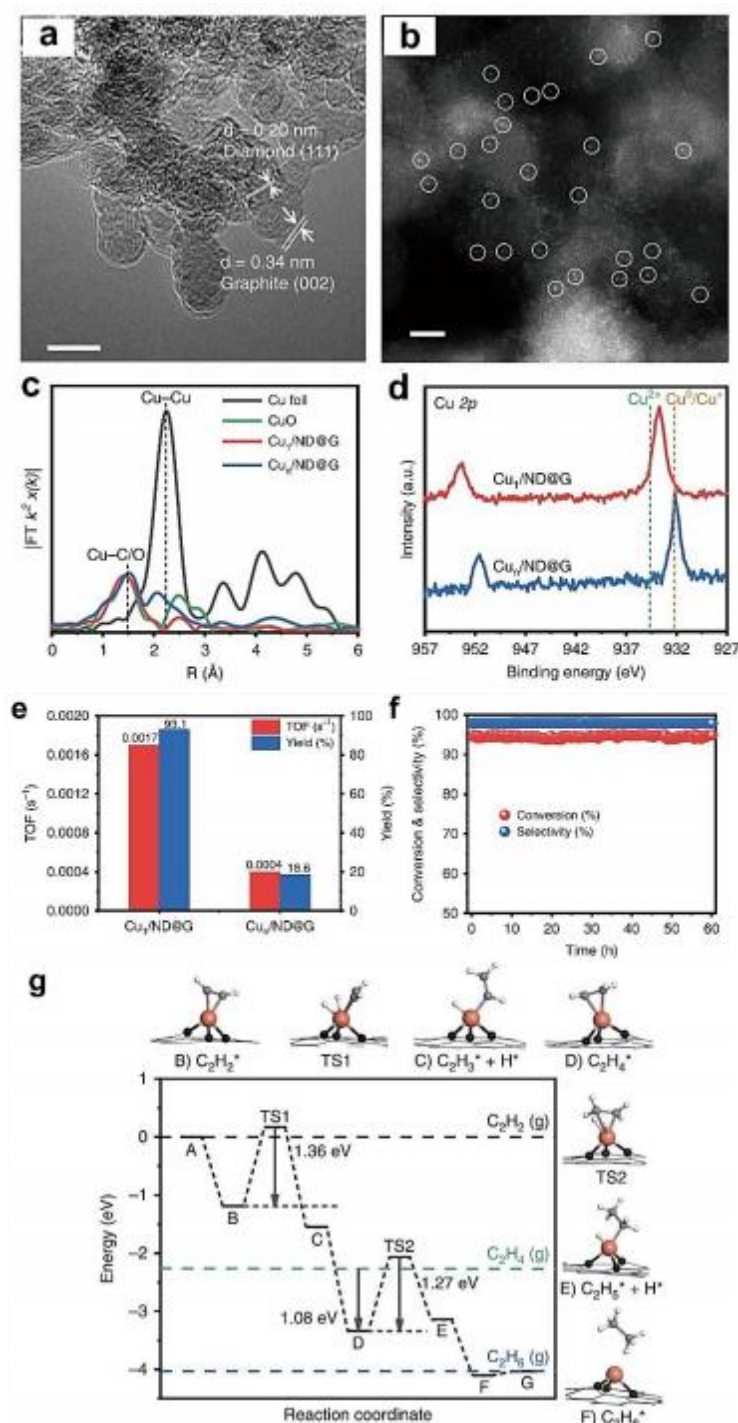 a
b
d = 0.20 nm
Diamond (111)
d = 0.34 nm
Graphite (002)
c
Cu–Cu
Cu foil
CuO
Cu₁/ND@G
Cuₙ/ND@G
Cu–C/O
|FT k² x(k)|
0 1 2 3 4 5 6
R (Å)
d
Cu 2p
Cu²⁺
Cu⁰/Cu⁺
Cu₁/ND@G
Cuₙ/ND@G
Intensity (a.u.)
957 952 947 942 937 932 927
Binding energy (eV)
e
TOF (s⁻¹)
Yield (%)
0.0020
0.0016
0.0012
0.0008
0.0004
0.0000
TOF (s⁻¹)
0.0017
93.1
0.0004
18.6
100
80
60
40
20
0
Yield (%)
Cu₁/ND@G
Cuₙ/ND@G
f
100
90
80
70
60
50
Conversion & selectivity (%)
Conversion (%)
Selectivity (%)
0 10 20 30 40 50 60
Time (h)
g
B) C₂H₂*
TS1
C) C₂H₃* + H*
D) C₂H₄*
1
0
−1
−2
−3
−4
Energy (eV)
A
B
TS1
1.36 eV
C
C₂H₂ (g)
C₂H₄ (g)
TS2
1.27 eV
1.08 eV
D
E
C₂H₆ (g)
F
G
Reaction coordinate
TS2
E) C₂H₅* + H*
F) C₂H₆*